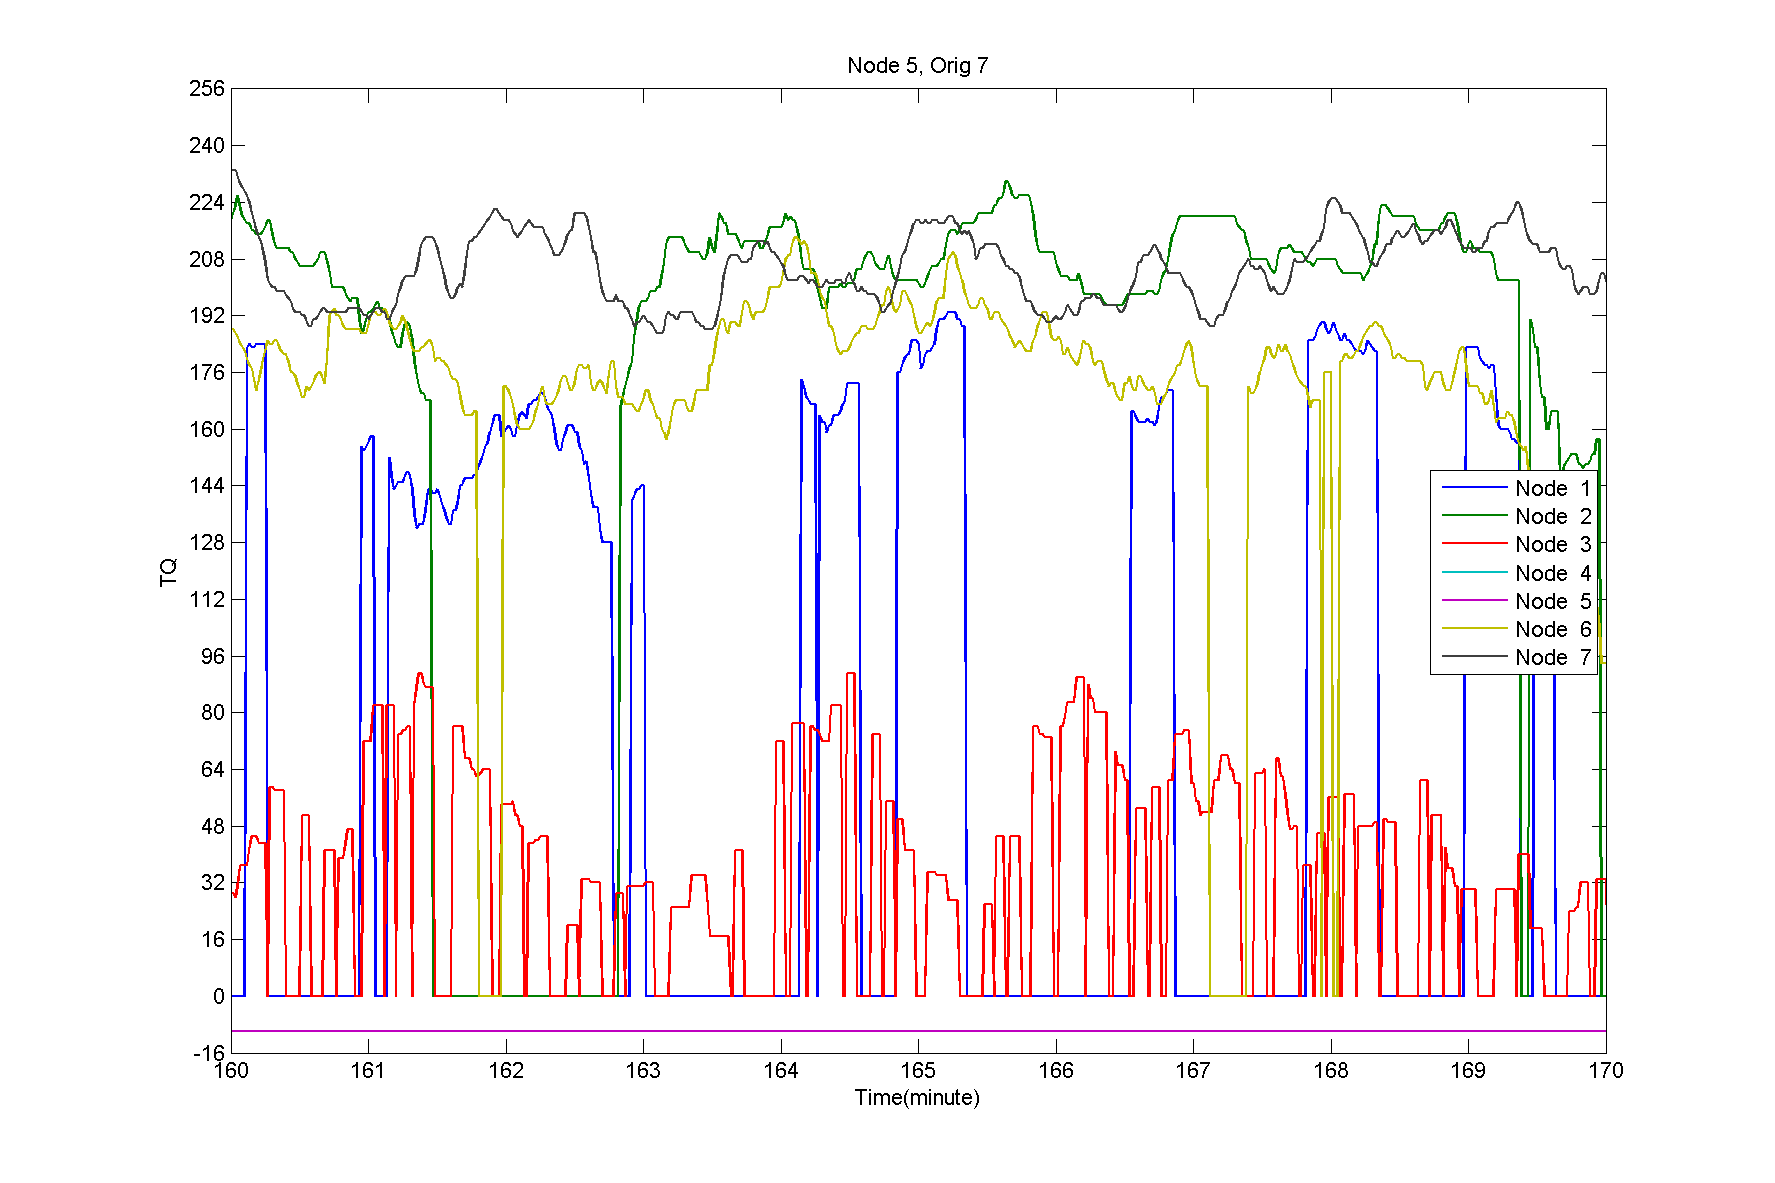 Node 5, Orig 7
256
240
224
208
192
176
160
144
128
112
96
80
64
48
32
16
0
-16
TQ
Node 1
Node 2
Node 3
Node 4
Node 5
Node 6
Node 7
160 161 162 163 164 165 166 167 168 169 170
Time(minute)